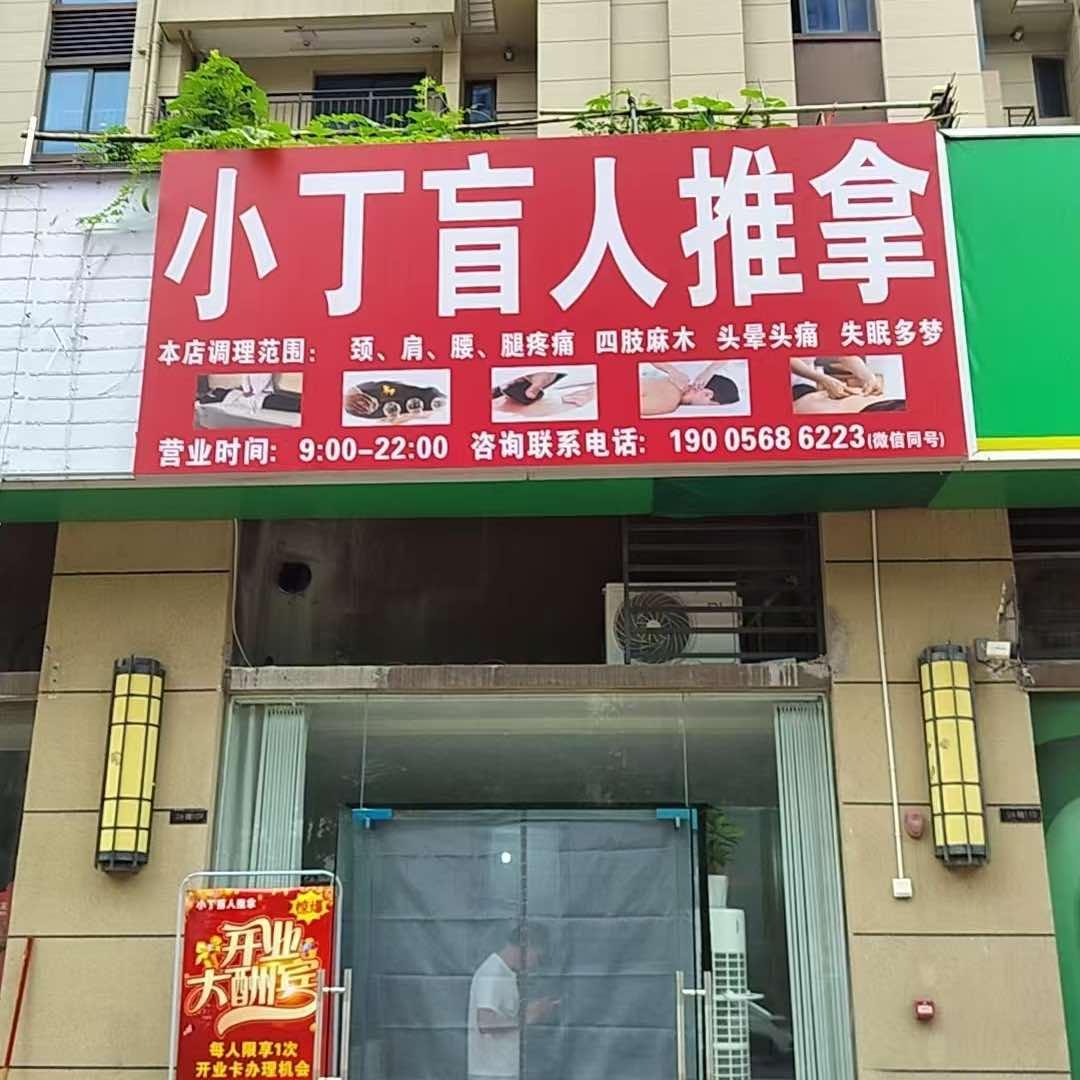 小丁盲人推拿
本店调理范围： 颈、肩、腰、腿疼痛 四肢麻木 头晕头痛 失眠多梦
营业时间: 9:00-22:00 咨询联系电话: 190 0568 6223(微信同号)
小丁盲人推拿
惊爆
开业
大酬宾
每人限享1次
开业卡办理机会